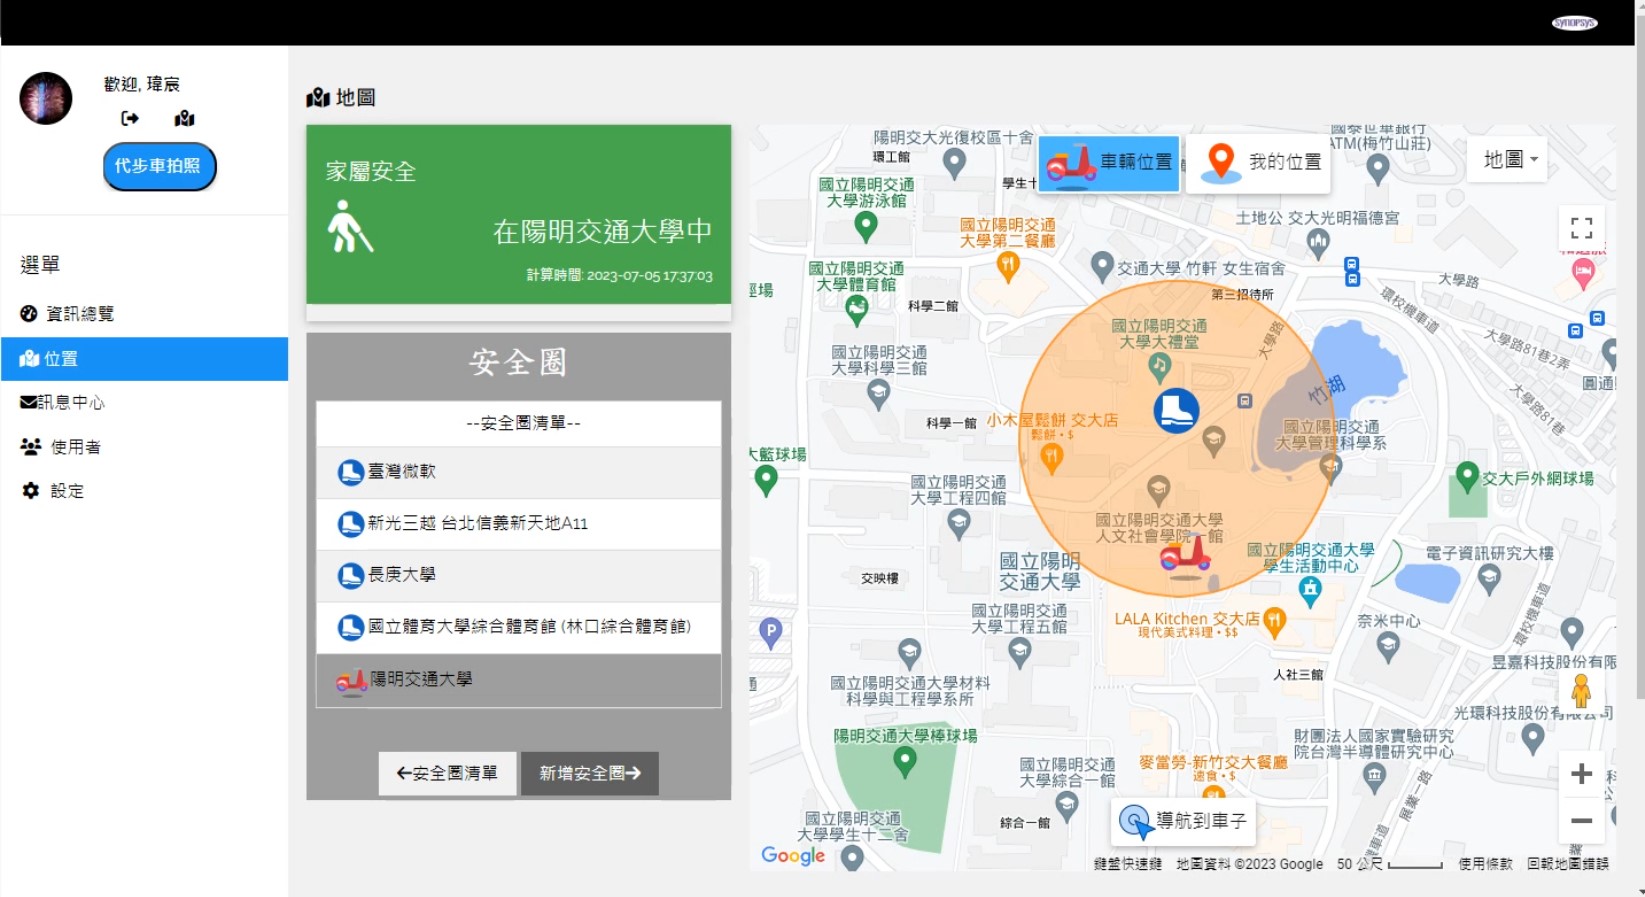 SYNOPSYS
歡迎, 瑋宸
代步車拍照
選單
資訊總覽
位置
訊息中心
使用者
設定
地圖
家屬安全
在陽明交通大學中
計算時間: 2023-07-05 17:37:03
安全圈
--安全圈清單--
臺灣微軟
新光三越 台北信義新天地A11
長庚大學
國立體育大學綜合體育館 (林口綜合體育館)
陽明交通大學
安全圈清單
新增安全圈
陽明交大光復校區十舍
環工館
車輛位置
我的位置
國泰世華銀行
ATM(梅竹山莊)
地圖
國立陽明交通
大學游泳館
國立陽明交通
大學第二餐廳
土地公 交大光明福德宮
國立陽明交通
大學體育館
交通大學 竹軒 女生宿舍
科學二館
第三招待所
大學路
環校機車道
國立陽明交通
大學大禮堂
大學路
國立陽明交通
大學科學三館
大學路81巷2弄
大學路81巷
竹湖
科學一館
小木屋鬆餅 交大店
鬆餅・$
國立陽明交通
大學管理科學系
大籃球場
國立陽明交通
大學工程四館
交大戶外網球場
國立陽明交通大學
人文社會學院一館
國立陽明
交通大學
國立陽明交通大學
學生活動中心
電子資訊研究大樓
交映樓
國立陽明交通
大學工程五館
LALA Kitchen 交大店
現代美式料理・$$
奈米中心
環校機車道
P
國立陽明交通大學材料
科學與工程學系所
人社三館
昱嘉科技股份有限
光環科技股份有限公司
陽明交通大學棒球場
財團法人國家實驗研究
院台灣半導體研究中心
國立陽明交通
大學綜合一館
麥當勞-新竹交大餐廳
速食・$
展業一路
國立陽明交通
大學學生十二舍
綜合一館
導航到車子
環校機車道
Google
鍵盤快速鍵
地圖資料 ©2023 Google
50 公尺
使用條款
回報地圖錯誤